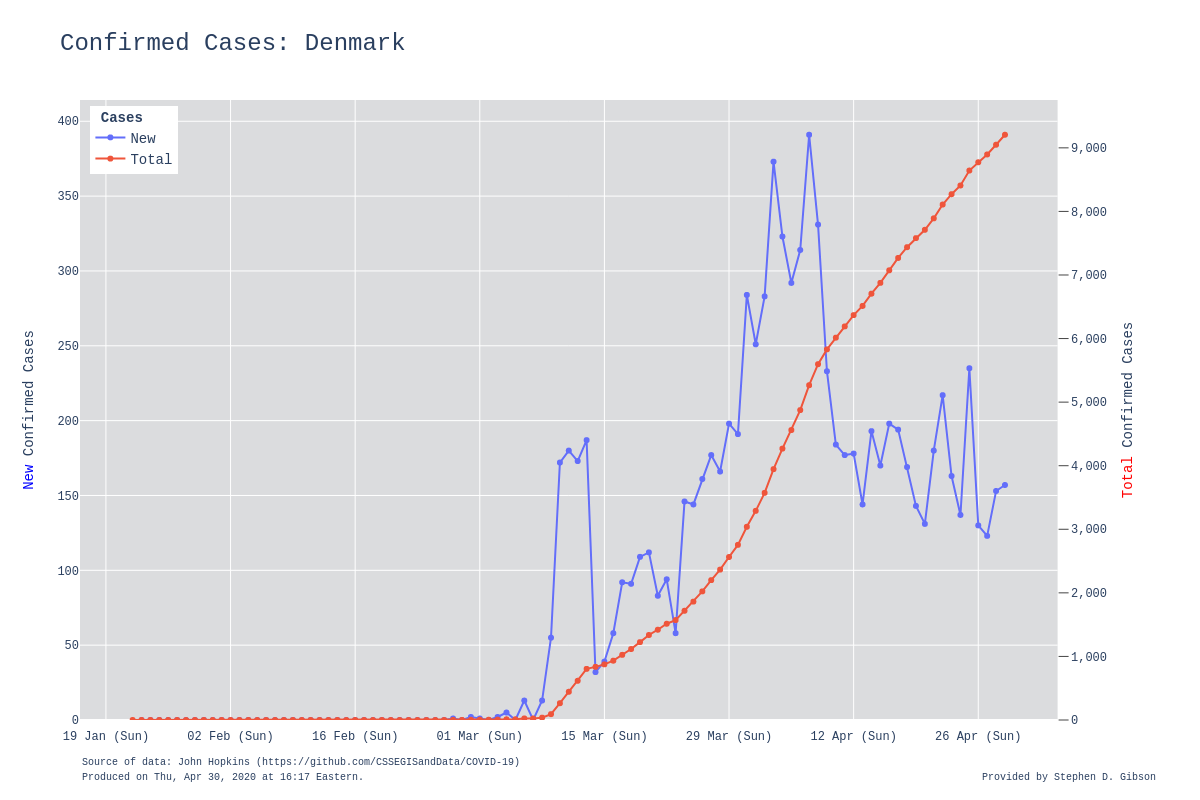 Confirmed Cases: Denmark
Cases
New
Total
400
350
300
250
200
150
100
50
0
New Confirmed Cases
9,000
8,000
7,000
6,000
5,000
4,000
3,000
2,000
1,000
0
Total Confirmed Cases
19 Jan (Sun) 02 Feb (Sun) 16 Feb (Sun) 01 Mar (Sun) 15 Mar (Sun) 29 Mar (Sun) 12 Apr (Sun) 26 Apr (Sun)
Source of data: John Hopkins (https://github.com/CSSEGISandData/COVID-19)
Produced on Thu, Apr 30, 2020 at 16:17 Eastern.
Provided by Stephen D. Gibson